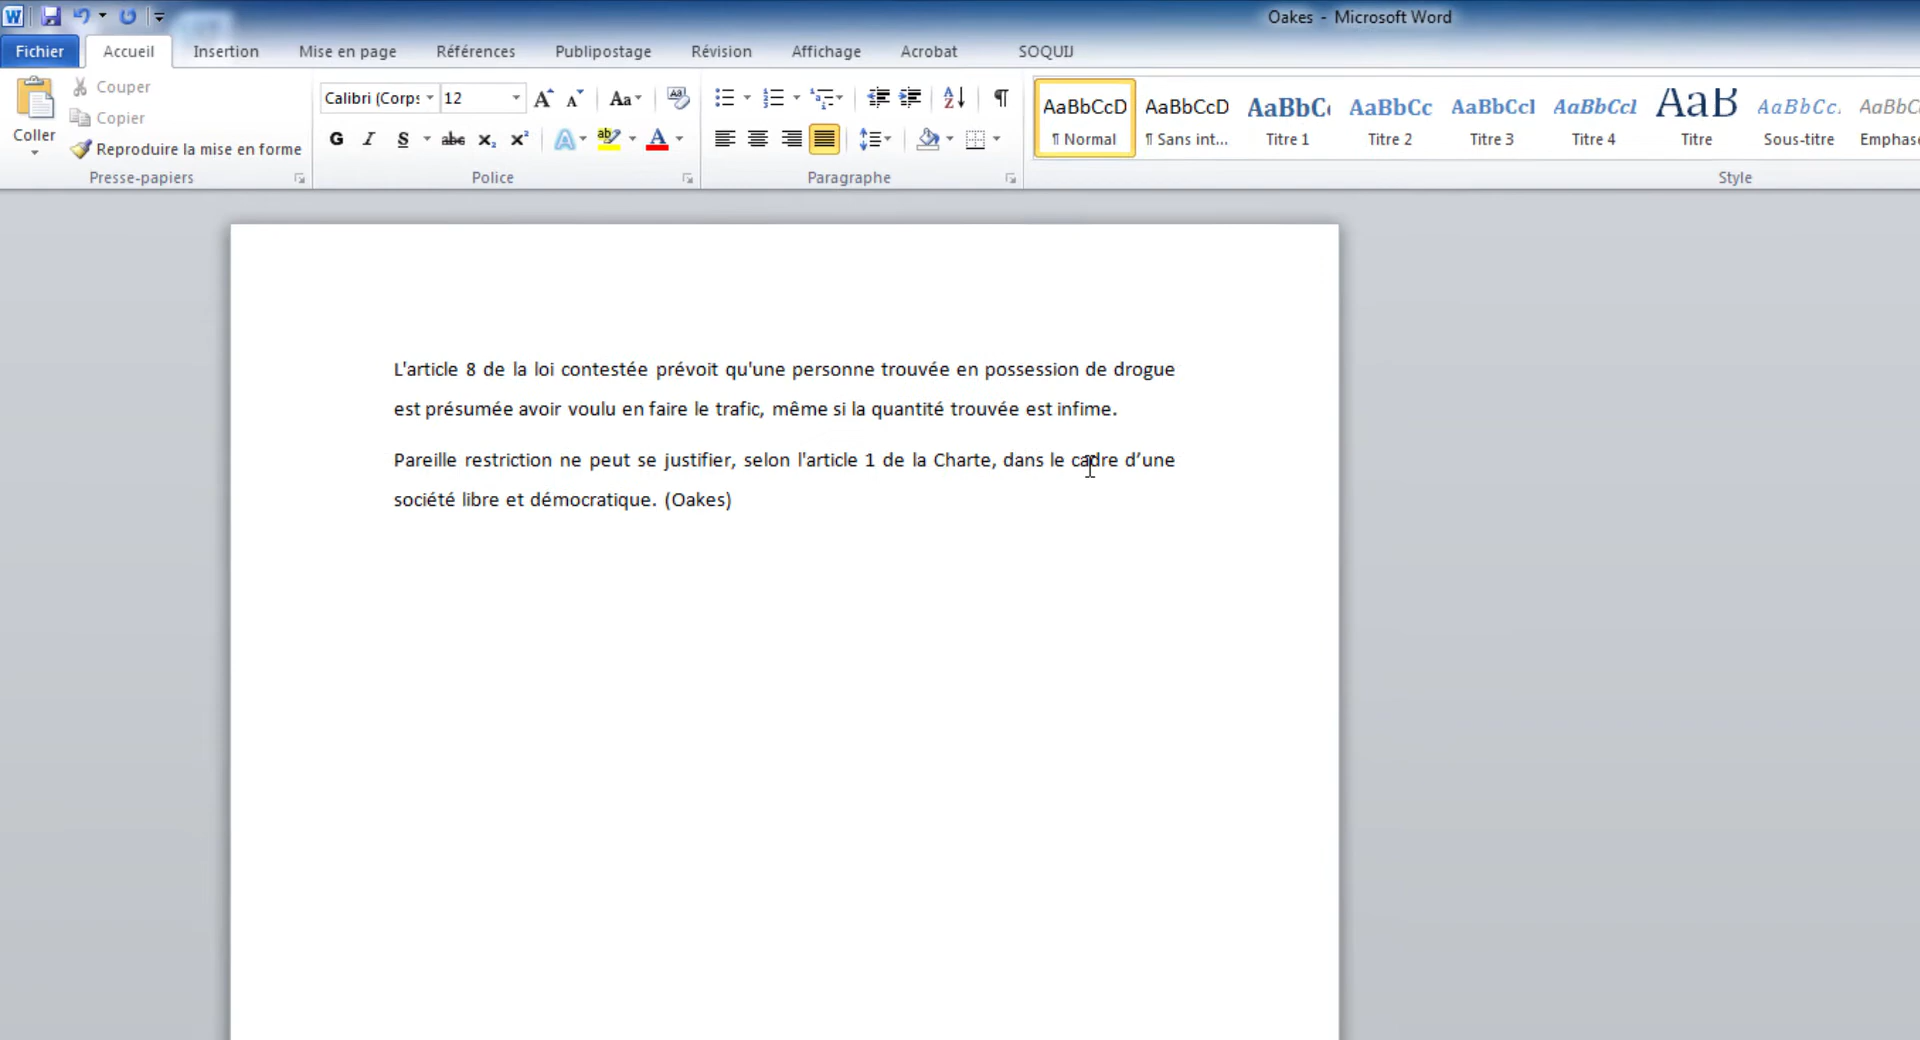 Oakes - Microsoft Word
Fichier Accueil Insertion Mise en page Références Publipostage Révision Affichage Acrobat SOQUIJ
Coller
Couper
Copier
Reproduire la mise en forme
Presse-papiers
Calibri (Corps 12
Police
Paragraphe
AaBbCcD AaBbCcD AaBbC AaBbCc AaBbCcI AaBbCcI AaB AaBbCc. AaBbC
¶ Normal ¶ Sans int... Titre 1 Titre 2 Titre 3 Titre 4 Titre Sous-titre Emphase
Style
L'article 8 de la loi contestée prévoit qu'une personne trouvée en possession de drogue
est présumée avoir voulu en faire le trafic, même si la quantité trouvée est infime.
Pareille restriction ne peut se justifier, selon l'article 1 de la Charte, dans le cadre d’une
société libre et démocratique. (Oakes)